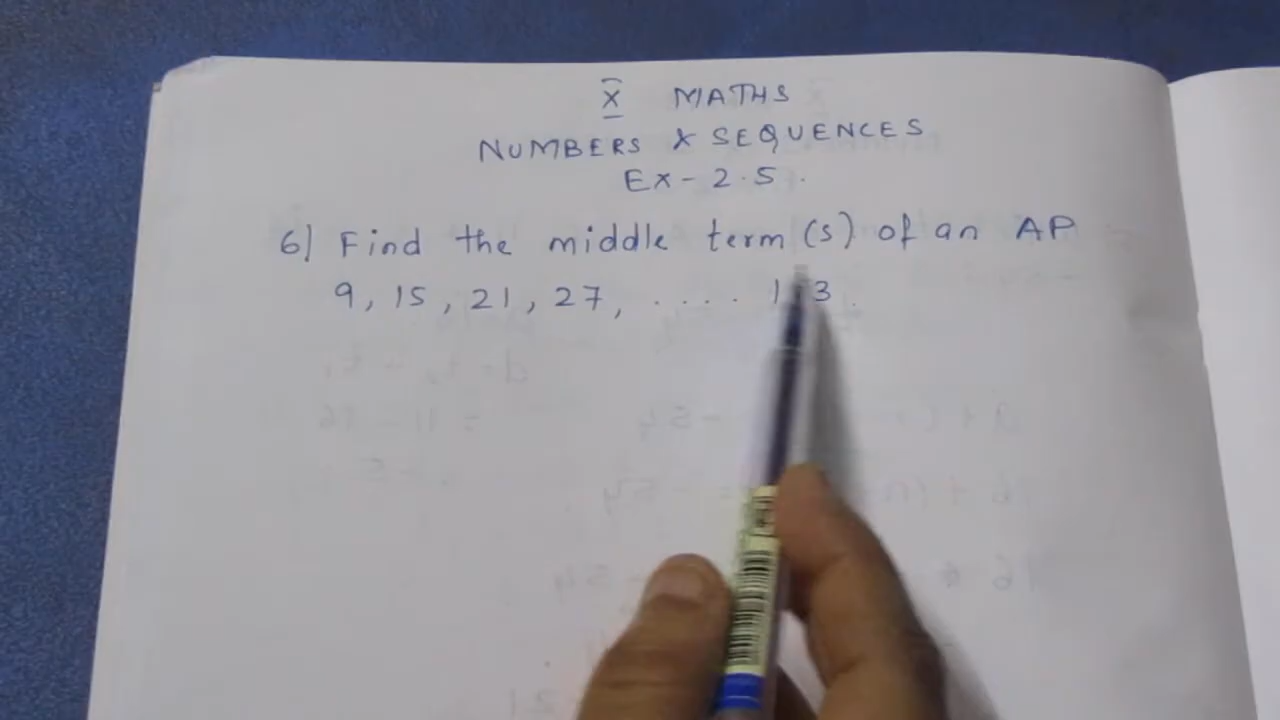 X MATHS
NUMBERS & SEQUENCES
Ex - 2.5.
6) Find the middle term(s) of an AP
9, 15, 21, 27, ....